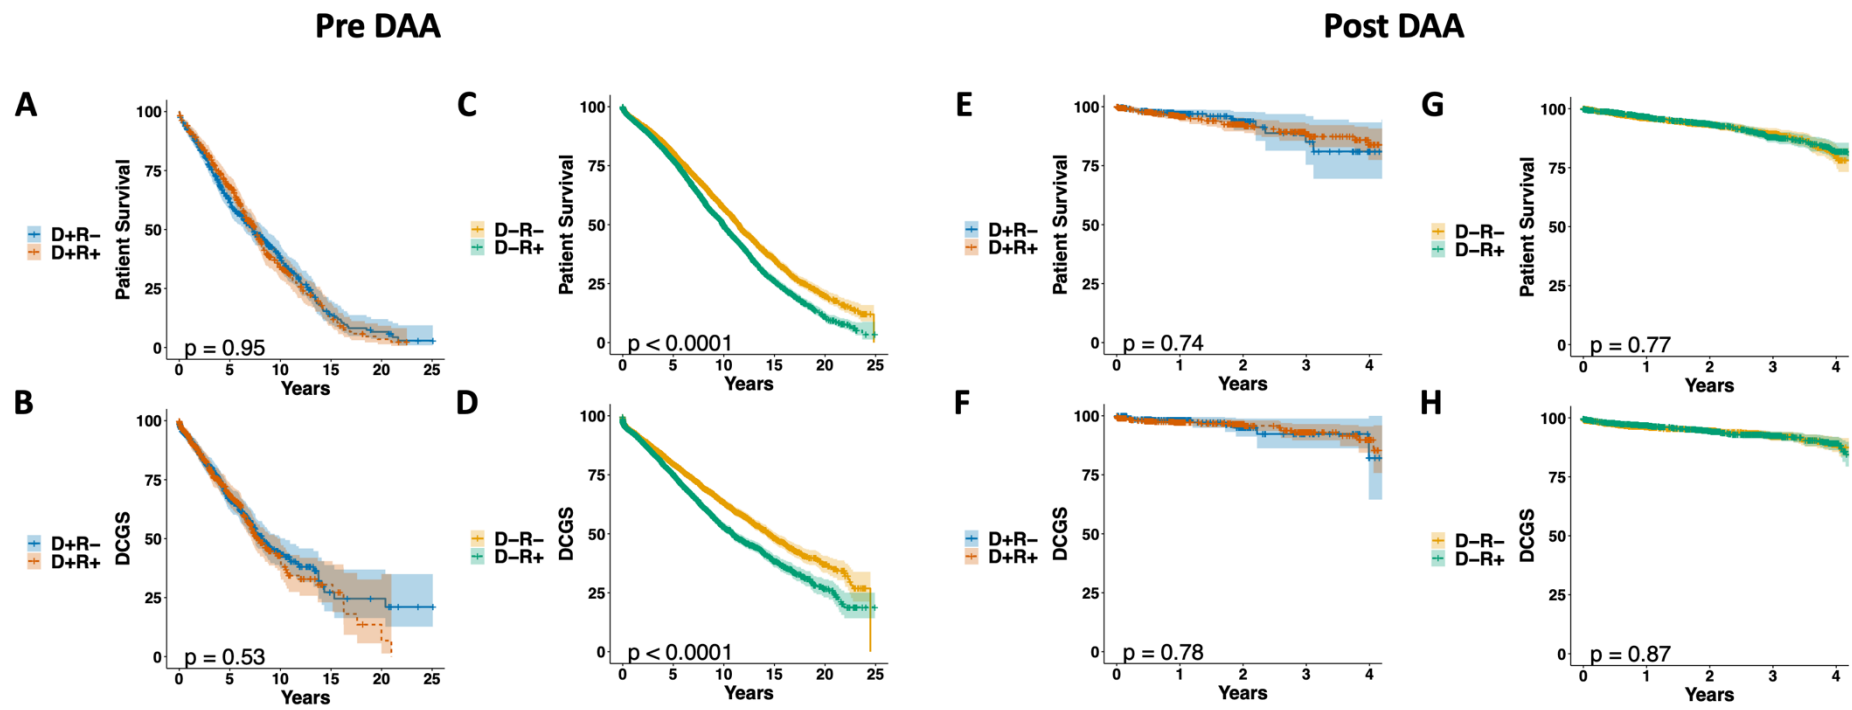 Pre DAA
Post DAA
A
Patient Survival
100
75
50
25
0
D+R−
D+R+
p = 0.95
0 5 10 15 20 25
Years
C
Patient Survival
100
75
50
25
0
D−R−
D−R+
p < 0.0001
0 5 10 15 20 25
Years
E
Patient Survival
100
75
50
25
0
D+R−
D+R+
p = 0.74
0 1 2 3 4
Years
G
Patient Survival
100
75
50
25
0
D−R−
D−R+
p = 0.77
0 1 2 3 4
Years
B
DCGS
100
75
50
25
0
D+R−
D+R+
p = 0.53
0 5 10 15 20 25
Years
D
DCGS
100
75
50
25
0
D−R−
D−R+
p < 0.0001
0 5 10 15 20 25
Years
F
DCGS
100
75
50
25
0
D+R−
D+R+
p = 0.78
0 1 2 3 4
Years
H
DCGS
100
75
50
25
0
D−R−
D−R+
p = 0.87
0 1 2 3 4
Years